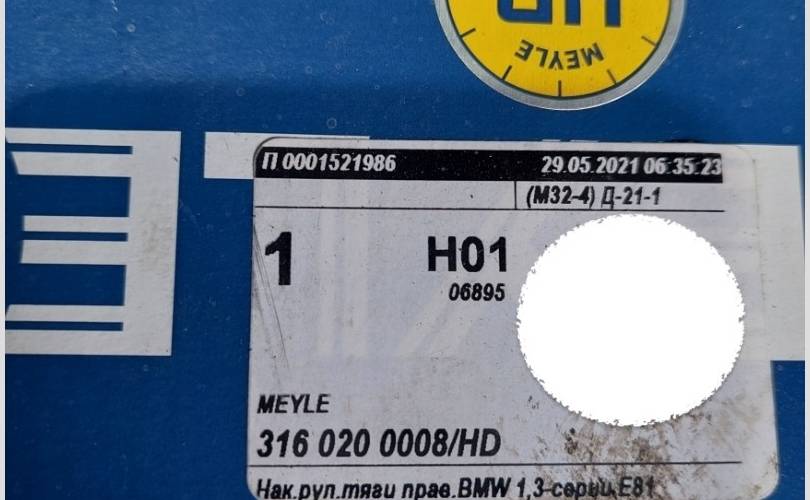 HD
MEYLE
П 0001521986 29.05.2021 06:35:23
(М32-4) Д-21-1
1 Н01
06895
MEYLE
316 020 0008/HD
Нак.рул.тяги прав.BMW 1,3-серии E81